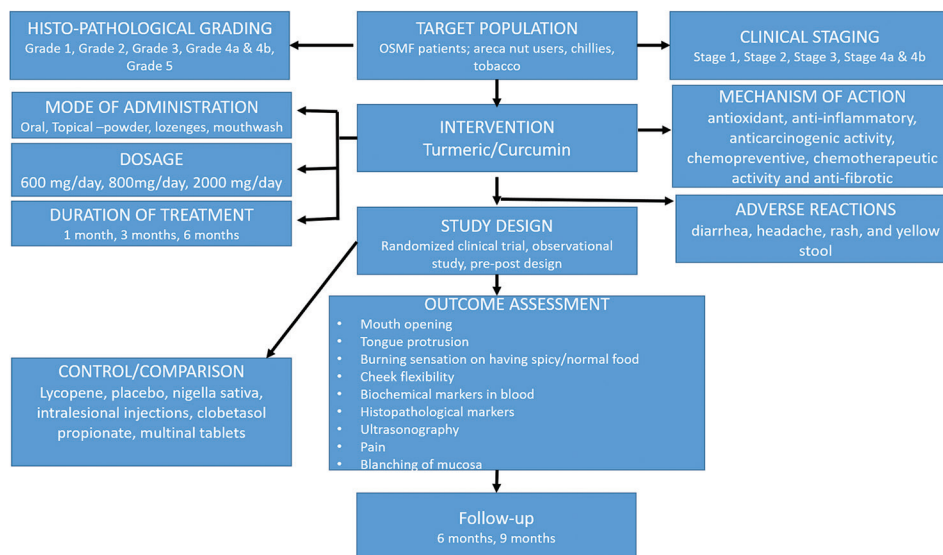 HISTO-PATHOLOGICAL GRADING
Grade 1, Grade 2, Grade 3, Grade 4a & 4b,
Grade 5
TARGET POPULATION
OSMF patients; areca nut users, chillies,
tobacco
CLINICAL STAGING
Stage 1, Stage 2, Stage 3, Stage 4a & 4b
MODE OF ADMINISTRATION
Oral, Topical –powder, lozenges, mouthwash
DOSAGE
600 mg/day, 800mg/day, 2000 mg/day
DURATION OF TREATMENT
1 month, 3 months, 6 months
INTERVENTION
Turmeric/Curcumin
MECHANISM OF ACTION
antioxidant, anti-inflammatory,
anticarcinogenic activity,
chemopreventive, chemotherapeutic
activity and anti-fibrotic
ADVERSE REACTIONS
diarrhea, headache, rash, and yellow
stool
STUDY DESIGN
Randomized clinical trial, observational
study, pre-post design
CONTROL/COMPARISON
Lycopene, placebo, nigella sativa,
intralesional injections, clobetasol
propionate, multinal tablets
OUTCOME ASSESSMENT
• Mouth opening
• Tongue protrusion
• Burning sensation on having spicy/normal food
• Cheek flexibility
• Biochemical markers in blood
• Histopathological markers
• Ultrasonography
• Pain
• Blanching of mucosa
Follow-up
6 months, 9 months